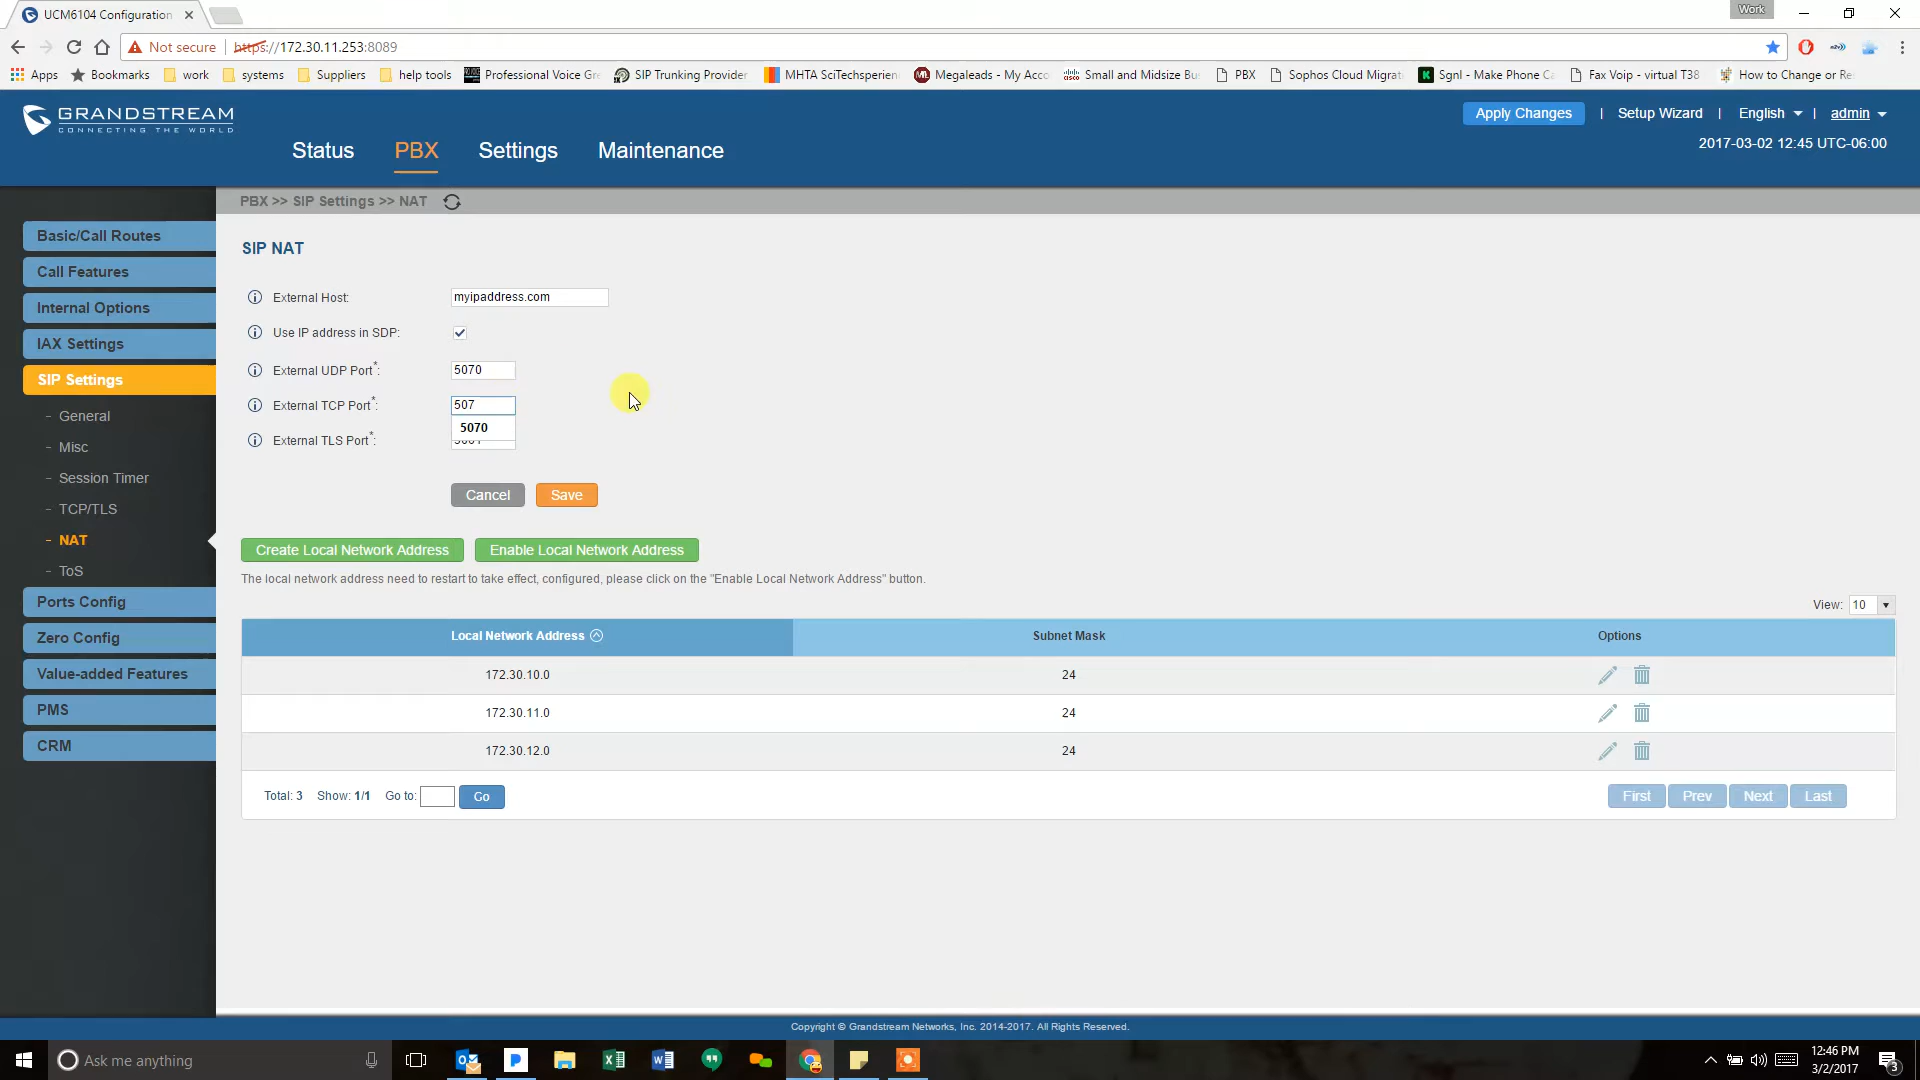 UCM6104 Configuration
Work
Not secure https://172.30.11.253:8089
Apps Bookmarks work systems Suppliers help tools Professional Voice Gre SIP Trunking Provider MHTA SciTechsperien Megaleads - My Acco Small and Midsize Bu PBX Sophos Cloud Migrat Sgnl - Make Phone Ca Fax Voip - virtual T38 How to Change or Re
GRANDSTREAM
CONNECTING THE WORLD
Apply Changes | Setup Wizard | English | admin
2017-03-02 12:45 UTC-06:00
Status PBX Settings Maintenance
PBX >> SIP Settings >> NAT
Basic/Call Routes
Call Features
Internal Options
IAX Settings
SIP Settings
- General
- Misc
- Session Timer
- TCP/TLS
- NAT
- ToS
Ports Config
Zero Config
Value-added Features
PMS
CRM
SIP NAT
External Host: myipaddress.com
Use IP address in SDP:
External UDP Port*: 5070
External TCP Port*: 507
5070
External TLS Port*:
Cancel Save
Create Local Network Address Enable Local Network Address
The local network address need to restart to take effect, configured, please click on the "Enable Local Network Address" button.
View: 10
Local Network Address Subnet Mask Options
172.30.10.0 24
172.30.11.0 24
172.30.12.0 24
Total: 3 Show: 1/1 Go to: Go First Prev Next Last
Copyright © Grandstream Networks, Inc. 2014-2017. All Rights Reserved.
Ask me anything
12:46 PM
3/2/2017
3